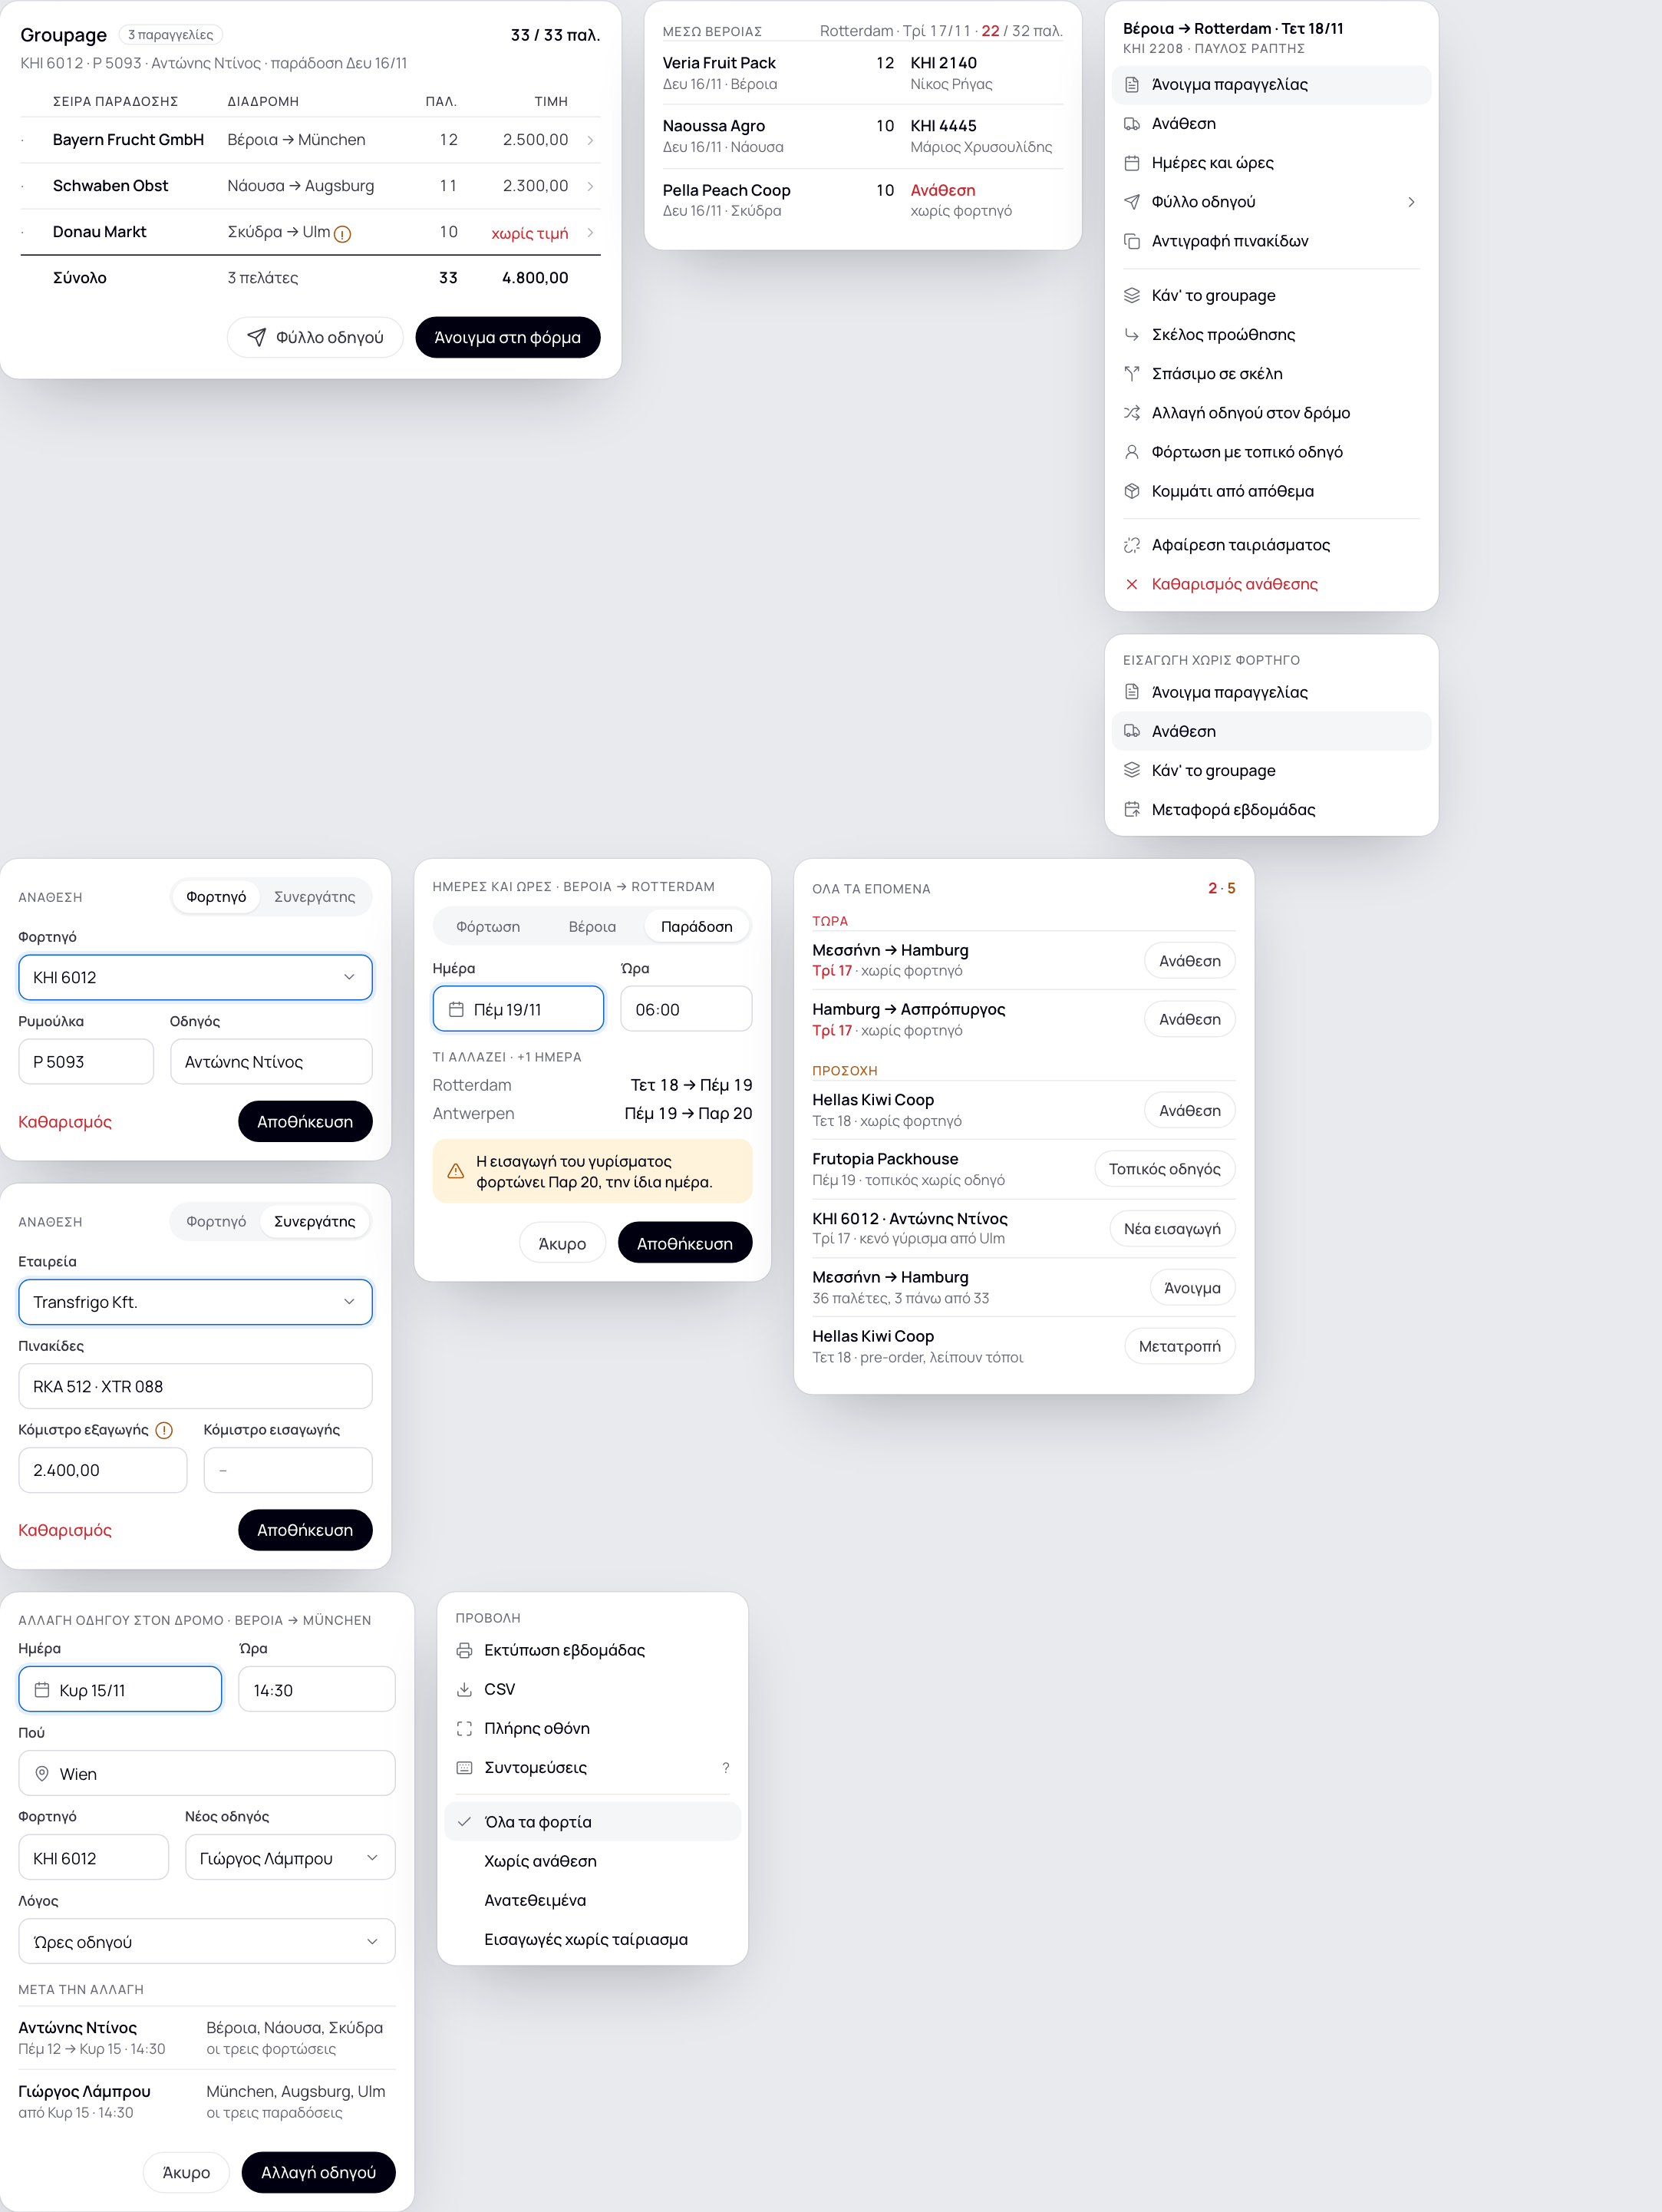 Groupage 3 παραγγελίες 33 / 33 παλ.
ΚΗΙ 6012 · Ρ 5093 · Αντώνης Ντίνος · παράδοση Δευ 16/11
ΣΕΙΡΑ ΠΑΡΑΔΟΣΗΣ ΔΙΑΔΡΟΜΗ ΠΑΛ. ΤΙΜΗ
· Bayern Frucht GmbH Βέροια → München 12 2.500,00
· Schwaben Obst Νάουσα → Augsburg 11 2.300,00
· Donau Markt Σκύδρα → Ulm 10 χωρίς τιμή
Σύνολο 3 πελάτες 33 4.800,00
Φύλλο οδηγού Άνοιγμα στη φόρμα
ΜΕΣΩ ΒΕΡΟΙΑΣ Rotterdam · Τρί 17/11 · 22 / 32 παλ.
Veria Fruit Pack 12 ΚΗΙ 2140
Δευ 16/11 · Βέροια Νίκος Ρήγας
Naoussa Agro 10 ΚΗΙ 4445
Δευ 16/11 · Νάουσα Μάριος Χρυσουλίδης
Pella Peach Coop 10 Ανάθεση
Δευ 16/11 · Σκύδρα χωρίς φορτηγό
Βέροια → Rotterdam · Τετ 18/11
ΚΗΙ 2208 · ΠΑΥΛΟΣ ΡΑΠΤΗΣ
Άνοιγμα παραγγελίας
Ανάθεση
Ημέρες και ώρες
Φύλλο οδηγού
Αντιγραφή πινακίδων
Κάν' το groupage
Σκέλος προώθησης
Σπάσιμο σε σκέλη
Αλλαγή οδηγού στον δρόμο
Φόρτωση με τοπικό οδηγό
Κομμάτι από απόθεμα
Αφαίρεση ταιριάσματος
Καθαρισμός ανάθεσης
ΕΙΣΑΓΩΓΗ ΧΩΡΙΣ ΦΟΡΤΗΓΟ
Άνοιγμα παραγγελίας
Ανάθεση
Κάν' το groupage
Μεταφορά εβδομάδας
ΑΝΑΘΕΣΗ Φορτηγό Συνεργάτης
Φορτηγό
ΚΗΙ 6012
Ρυμούλκα Οδηγός
Ρ 5093 Αντώνης Ντίνος
Καθαρισμός Αποθήκευση
ΑΝΑΘΕΣΗ Φορτηγό Συνεργάτης
Εταιρεία
Transfrigo Kft.
Πινακίδες
RKA 512 · XTR 088
Κόμιστρο εξαγωγής Κόμιστρο εισαγωγής
2.400,00 –
Καθαρισμός Αποθήκευση
ΗΜΕΡΕΣ ΚΑΙ ΩΡΕΣ · ΒΕΡΟΙΑ → ROTTERDAM
Φόρτωση Βέροια Παράδοση
Ημέρα Ώρα
Πέμ 19/11 06:00
ΤΙ ΑΛΛΑΖΕΙ · +1 ΗΜΕΡΑ
Rotterdam Τετ 18 → Πέμ 19
Antwerpen Πέμ 19 → Παρ 20
Η εισαγωγή του γυρίσματος
φορτώνει Παρ 20, την ίδια ημέρα.
Άκυρο Αποθήκευση
ΟΛΑ ΤΑ ΕΠΟΜΕΝΑ 2 · 5
ΤΩΡΑ
Μεσσήνη → Hamburg Ανάθεση
Τρί 17 · χωρίς φορτηγό
Hamburg → Ασπρόπυργος Ανάθεση
Τρί 17 · χωρίς φορτηγό
ΠΡΟΣΟΧΗ
Hellas Kiwi Coop Ανάθεση
Τετ 18 · χωρίς φορτηγό
Frutopia Packhouse Τοπικός οδηγός
Πέμ 19 · τοπικός χωρίς οδηγό
ΚΗΙ 6012 · Αντώνης Ντίνος Νέα εισαγωγή
Τρί 17 · κενό γύρισμα από Ulm
Μεσσήνη → Hamburg Άνοιγμα
36 παλέτες, 3 πάνω από 33
Hellas Kiwi Coop Μετατροπή
Τετ 18 · pre-order, λείπουν τόποι
ΑΛΛΑΓΗ ΟΔΗΓΟΥ ΣΤΟΝ ΔΡΟΜΟ · ΒΕΡΟΙΑ → MÜNCHEN
Ημέρα Ώρα
Κυρ 15/11 14:30
Πού
Wien
Φορτηγό Νέος οδηγός
ΚΗΙ 6012 Γιώργος Λάμπρου
Λόγος
Ώρες οδηγού
ΜΕΤΑ ΤΗΝ ΑΛΛΑΓΗ
Αντώνης Ντίνος Βέροια, Νάουσα, Σκύδρα
Πέμ 12 → Κυρ 15 · 14:30 οι τρεις φορτώσεις
Γιώργος Λάμπρου München, Augsburg, Ulm
από Κυρ 15 · 14:30 οι τρεις παραδόσεις
Άκυρο Αλλαγή οδηγού
ΠΡΟΒΟΛΗ
Εκτύπωση εβδομάδας
CSV
Πλήρης οθόνη
Συντομεύσεις ?
Όλα τα φορτία
Χωρίς ανάθεση
Ανατεθειμένα
Εισαγωγές χωρίς ταίριασμα